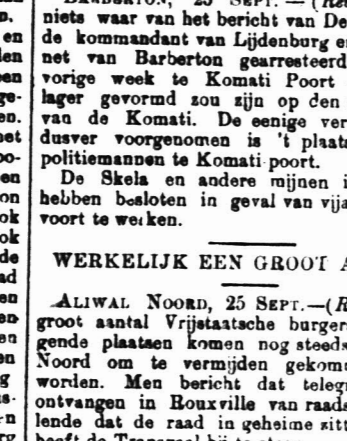 BARBERTON, 25 SEPT.—(Re
niets waar van het bericht van De
de kommandant van Lijdenburg en
net van Barberton gearresteerd
vorige week te Komati Poort
lager gevormd zou zijn op den
van de Komati. De eenige ver
dusver voorgenomen is 't plaats
politiemannen te Komati poort.
De Skela en andere mijnen i
hebben besloten in geval van vija
voort te werken.
WERKELIJK EEN GROOT A
ALIWAL NOORD, 25 SEPT.—(R
groot aantal Vrijstaatsche burgers
gende plaatsen komen nog steeds
Noord om te vermijden gekom
worden. Men bericht dat teleg
ontvangen in Rouxville van raads
lende dat de raad in geheime zitt